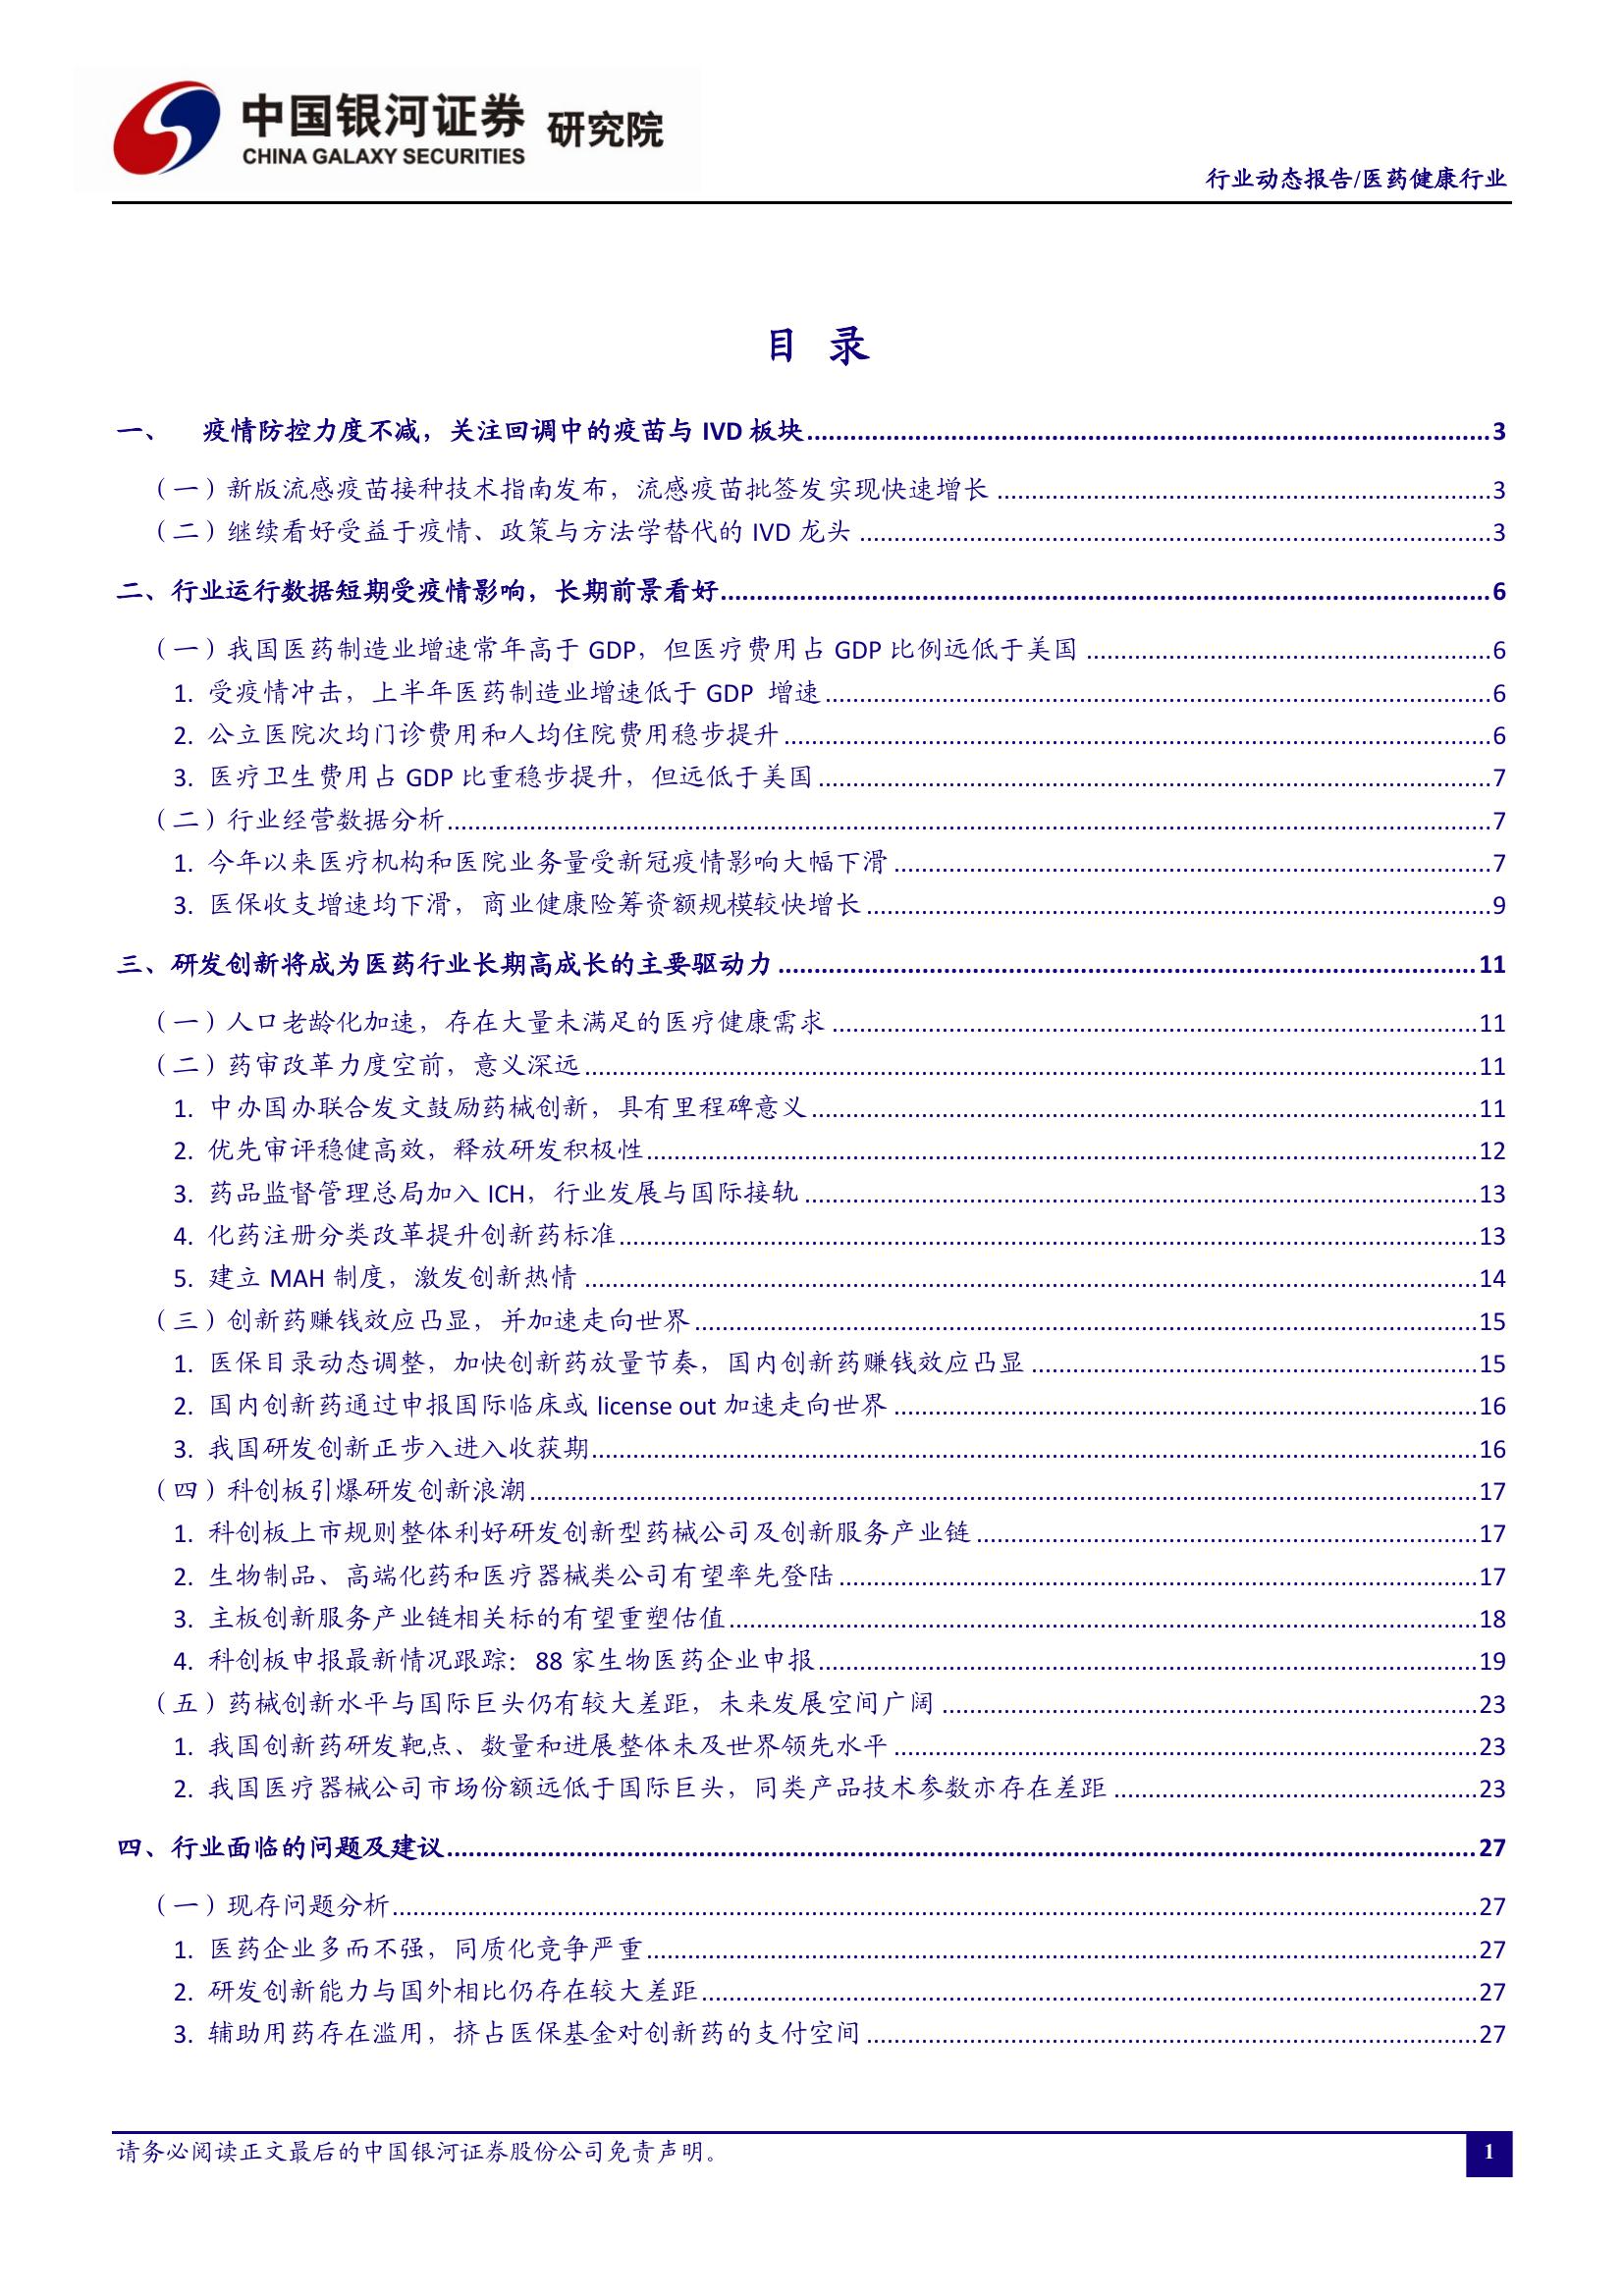 中国银河证券 研究院
CHINA GALAXY SECURITIES
行业动态报告/医药健康行业
目 录
一、 疫情防控力度不减，关注回调中的疫苗与 IVD 板块 3
（一）新版流感疫苗接种技术指南发布，流感疫苗批签发实现快速增长 3
（二）继续看好受益于疫情、政策与方法学替代的 IVD 龙头 3
二、行业运行数据短期受疫情影响，长期前景看好 6
（一）我国医药制造业增速常年高于 GDP，但医疗费用占 GDP 比例远低于美国 6
1. 受疫情冲击，上半年医药制造业增速低于 GDP 增速 6
2. 公立医院次均门诊费用和人均住院费用稳步提升 6
3. 医疗卫生费用占 GDP 比重稳步提升，但远低于美国 7
（二）行业经营数据分析 7
1. 今年以来医疗机构和医院业务量受新冠疫情影响大幅下滑 7
3. 医保收支增速均下滑，商业健康险筹资额规模较快增长 9
三、研发创新将成为医药行业长期高成长的主要驱动力 11
（一）人口老龄化加速，存在大量未满足的医疗健康需求 11
（二）药审改革力度空前，意义深远 11
1. 中办国办联合发文鼓励药械创新，具有里程碑意义 11
2. 优先审评稳健高效，释放研发积极性 12
3. 药品监督管理总局加入 ICH，行业发展与国际接轨 13
4. 化药注册分类改革提升创新药标准 13
5. 建立 MAH 制度，激发创新热情 14
（三）创新药赚钱效应凸显，并加速走向世界 15
1. 医保目录动态调整，加快创新药放量节奏，国内创新药赚钱效应凸显 15
2. 国内创新药通过申报国际临床或 license out 加速走向世界 16
3. 我国研发创新正步入进入收获期 16
（四）科创板引爆研发创新浪潮 17
1. 科创板上市规则整体利好研发创新型药械公司及创新服务产业链 17
2. 生物制品、高端化药和医疗器械类公司有望率先登陆 17
3. 主板创新服务产业链相关标的有望重塑估值 18
4. 科创板申报最新情况跟踪：88 家生物医药企业申报 19
（五）药械创新水平与国际巨头仍有较大差距，未来发展空间广阔 23
1. 我国创新药研发靶点、数量和进展整体未及世界领先水平 23
2. 我国医疗器械公司市场份额远低于国际巨头，同类产品技术参数亦存在差距 23
四、行业面临的问题及建议 27
（一）现存问题分析 27
1. 医药企业多而不强，同质化竞争严重 27
2. 研发创新能力与国外相比仍存在较大差距 27
3. 辅助用药存在滥用，挤占医保基金对创新药的支付空间 27
请务必阅读正文最后的中国银河证券股份公司免责声明。
1